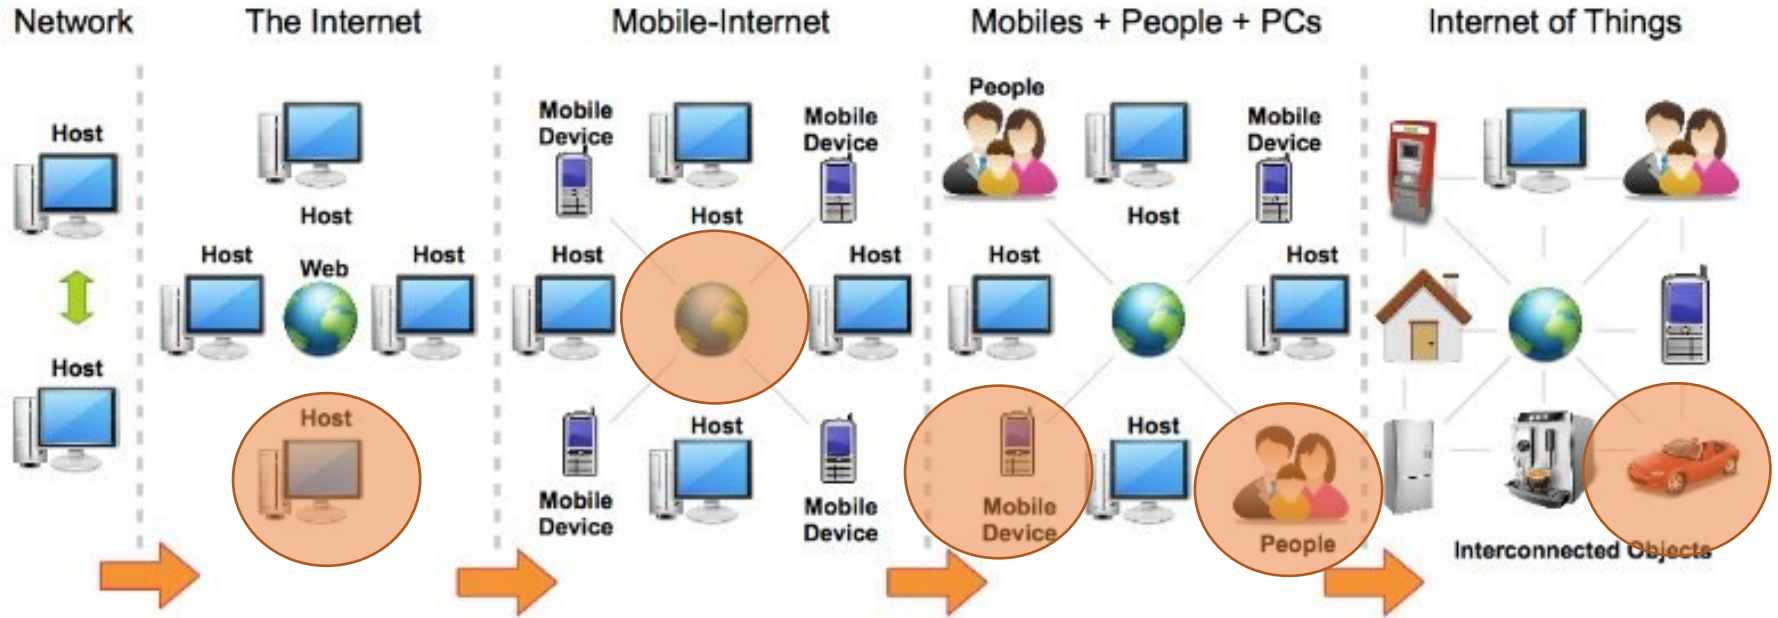 Network
The Internet
Mobile-Internet
Mobiles + People + PCs
Internet of Things
Host
Host
Host
Host
Web
Host
Host
Mobile
Device
Mobile
Device
Host
Host
Host
Host
Mobile
Device
Mobile
Device
People
Mobile
Device
Host
Host
Host
Host
Mobile
Device
People
Interconnected Objects